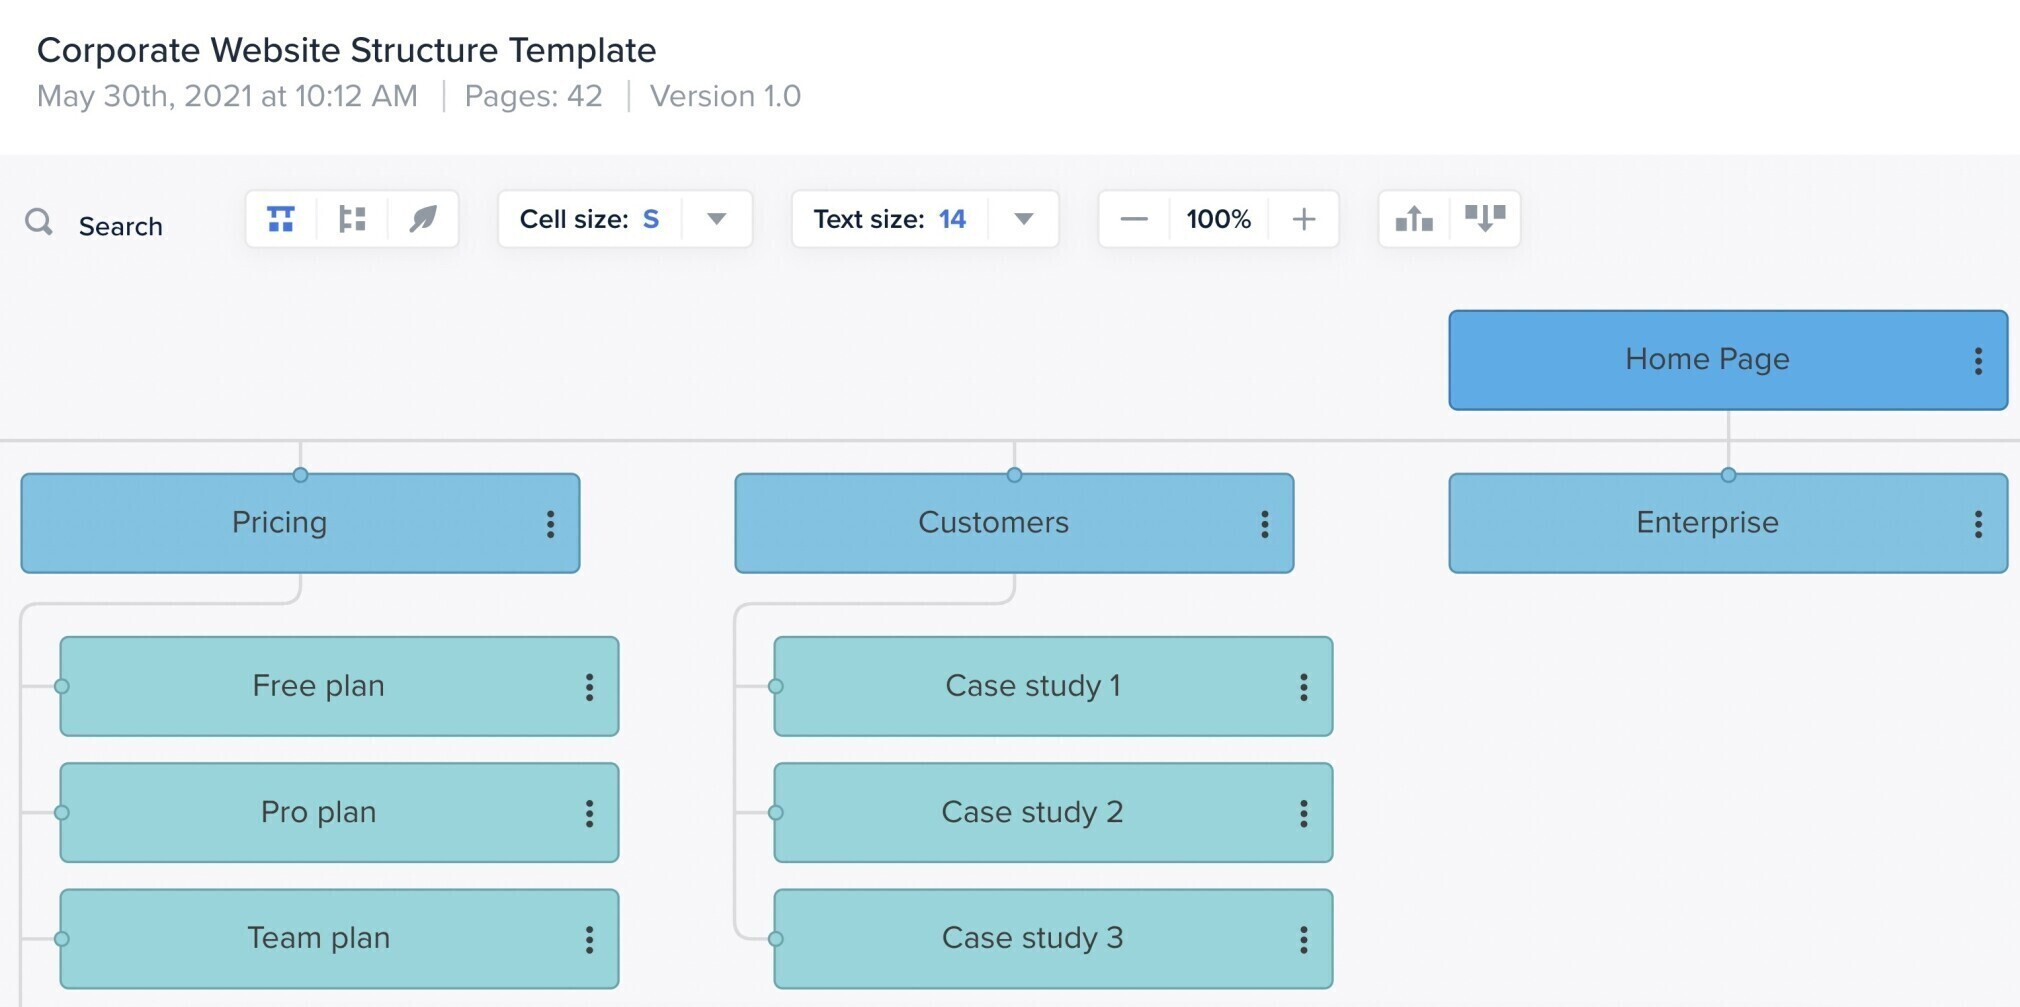 Corporate Website Structure Template
May 30th, 2021 at 10:12 AM | Pages: 42 | Version 1.0
Search
Cell size: S
Text size: 14
100%
Home Page
Pricing
Customers
Enterprise
Free plan
Case study 1
Pro plan
Case study 2
Team plan
Case study 3